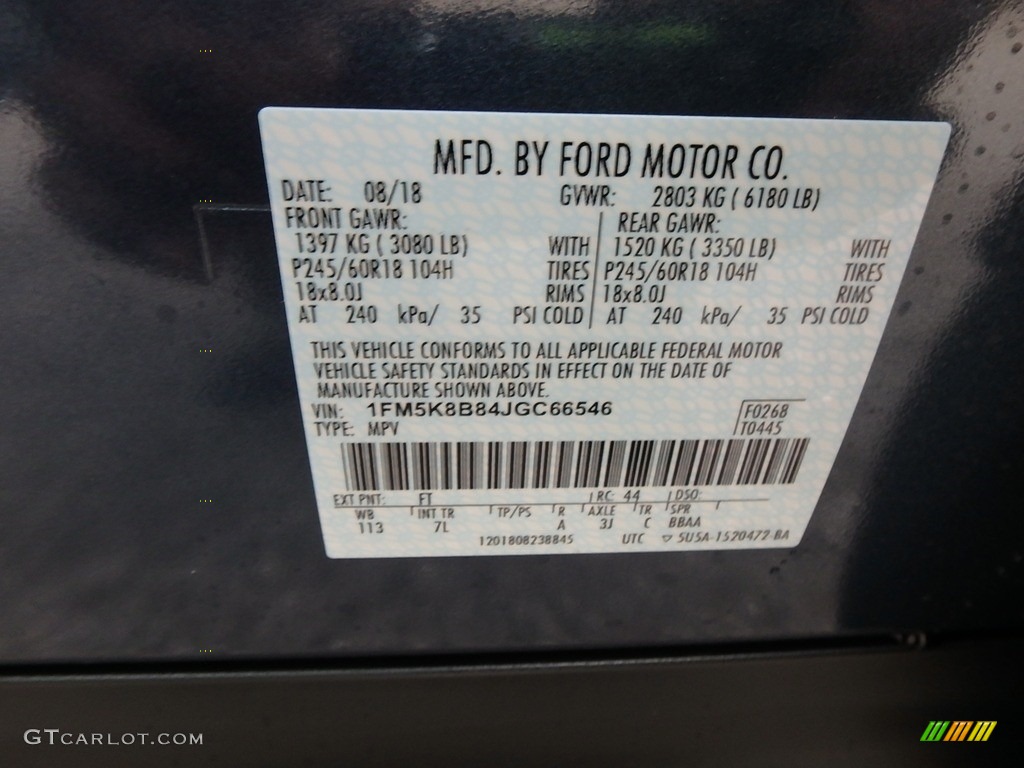 MFD. BY FORD MOTOR CO.
DATE: 08/18 GVWR: 2803 KG ( 6180 LB)
FRONT GAWR: REAR GAWR:
1397 KG ( 3080 LB) WITH 1520 KG ( 3350 LB) WITH
P245/60R18 104H TIRES P245/60R18 104H TIRES
18x8.0J RIMS 18x8.0J RIMS
AT 240 kPa/ 35 PSI COLD AT 240 kPa/ 35 PSI COLD
THIS VEHICLE CONFORMS TO ALL APPLICABLE FEDERAL MOTOR
VEHICLE SAFETY STANDARDS IN EFFECT ON THE DATE OF
MANUFACTURE SHOWN ABOVE.
VIN: 1FM5K8B84JGC66546 F0268
TYPE: MPV T0445
EXT PNT: FT RC: 44 DSO:
WB INT TR TP/PS R AXLE TR SPR
113 7L A 3J C BBAA
1201808238845 UTC ▽ 5U5A-1520472-BA
GTCARLOT.COM